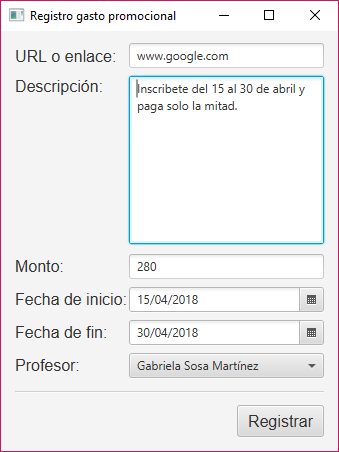 Registro gasto promocional
URL o enlace: www.google.com
Descripción: Inscribete del 15 al 30 de abril y
paga solo la mitad.
Monto: 280
Fecha de inicio: 15/04/2018
Fecha de fin: 30/04/2018
Profesor: Gabriela Sosa Martínez
Registrar